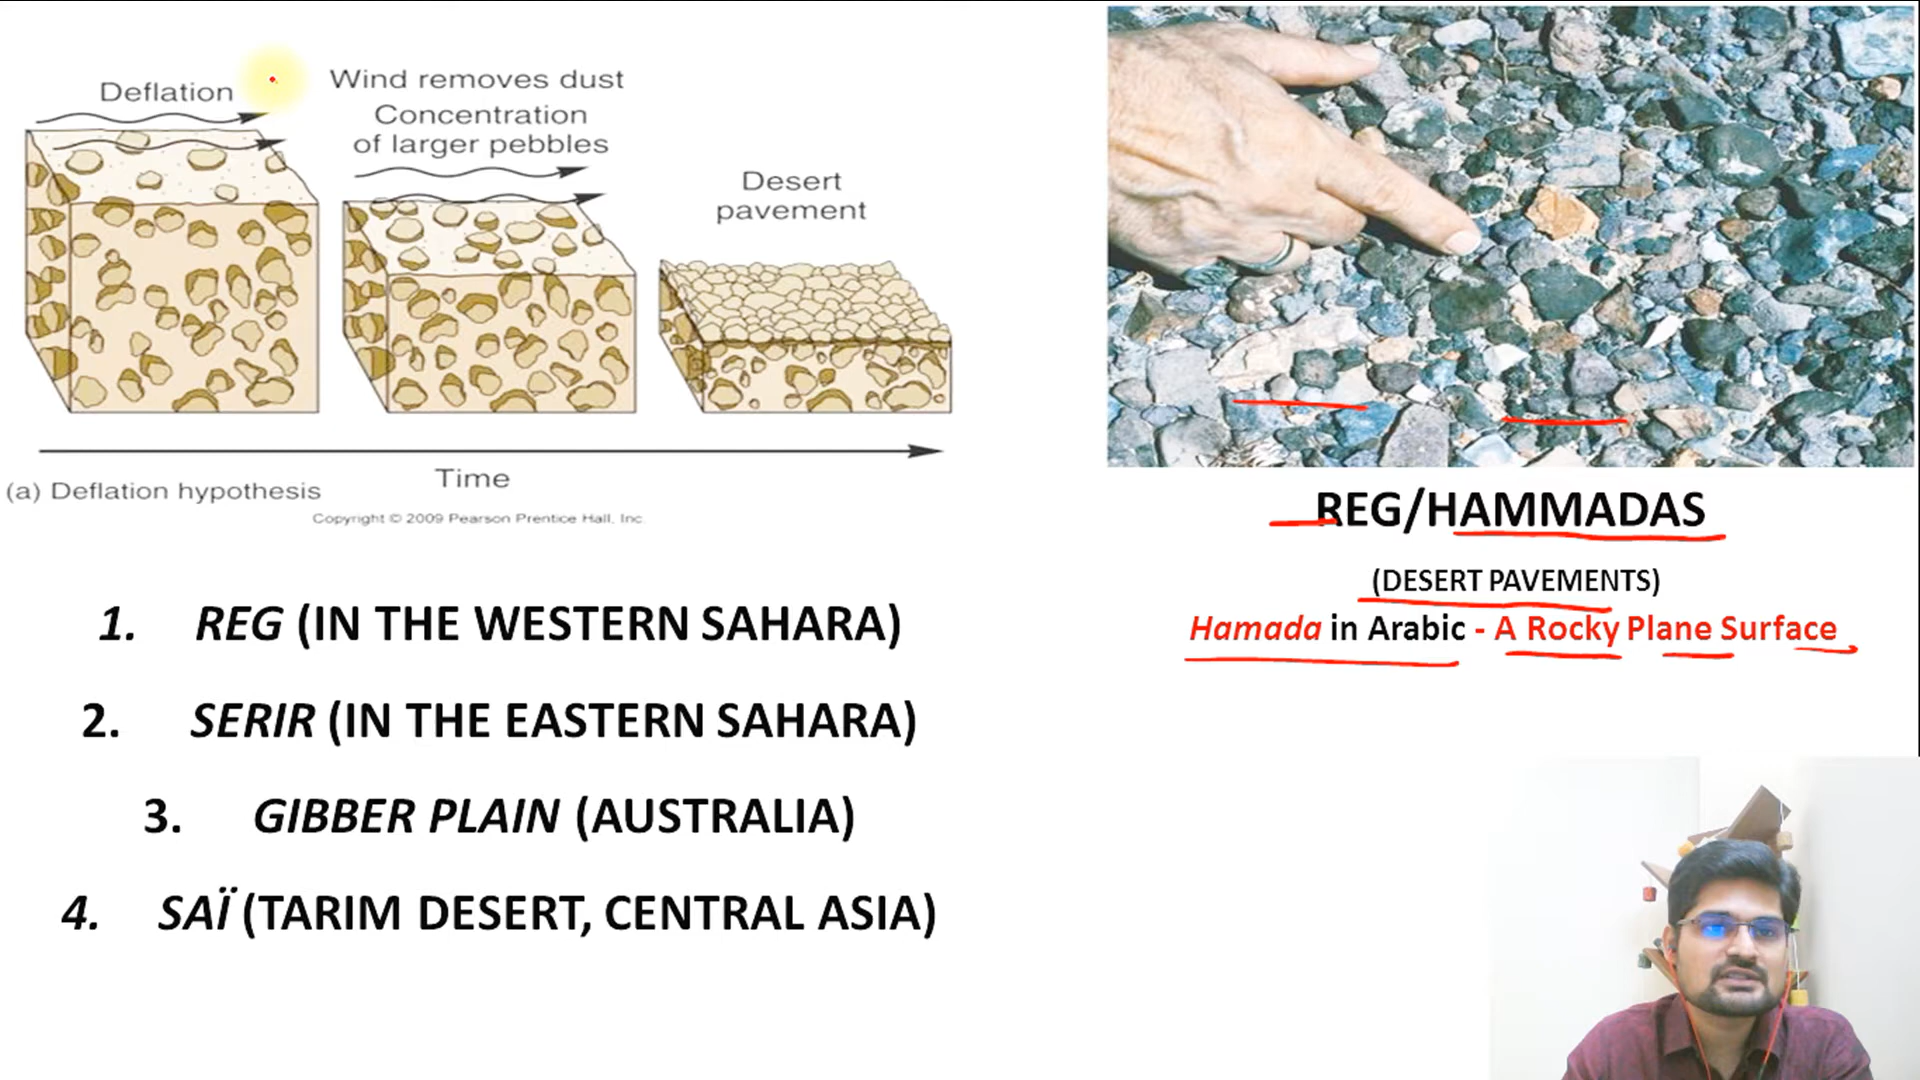 Deflation
Wind removes dust
Concentration
of larger pebbles
Desert
pavement
Time
(a) Deflation hypothesis
Copyright © 2009 Pearson Prentice Hall, Inc.
REG/HAMMADAS
(DESERT PAVEMENTS)
Hamada in Arabic - A Rocky Plane Surface
1. REG (IN THE WESTERN SAHARA)
2. SERIR (IN THE EASTERN SAHARA)
3. GIBBER PLAIN (AUSTRALIA)
4. SAÏ (TARIM DESERT, CENTRAL ASIA)